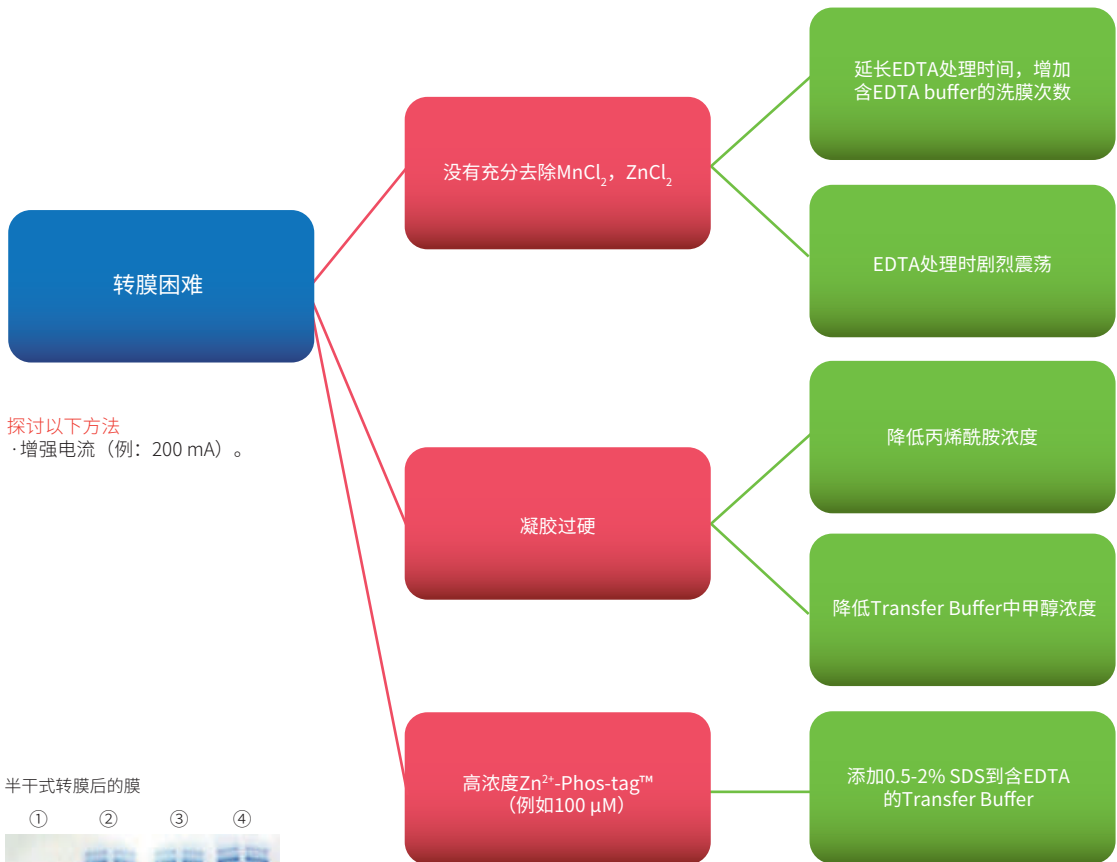 转膜困难
探讨以下方法
·增强电流（例：200 mA）。
没有充分去除MnCl₂，ZnCl₂
延长EDTA处理时间，增加
含EDTA buffer的洗膜次数
EDTA处理时剧烈震荡
凝胶过硬
降低丙烯酰胺浓度
降低Transfer Buffer中甲醇浓度
高浓度Zn²⁺-Phos-tag™
（例如100 μM）
添加0.5-2% SDS到含EDTA
的Transfer Buffer
半干式转膜后的膜
① ② ③ ④